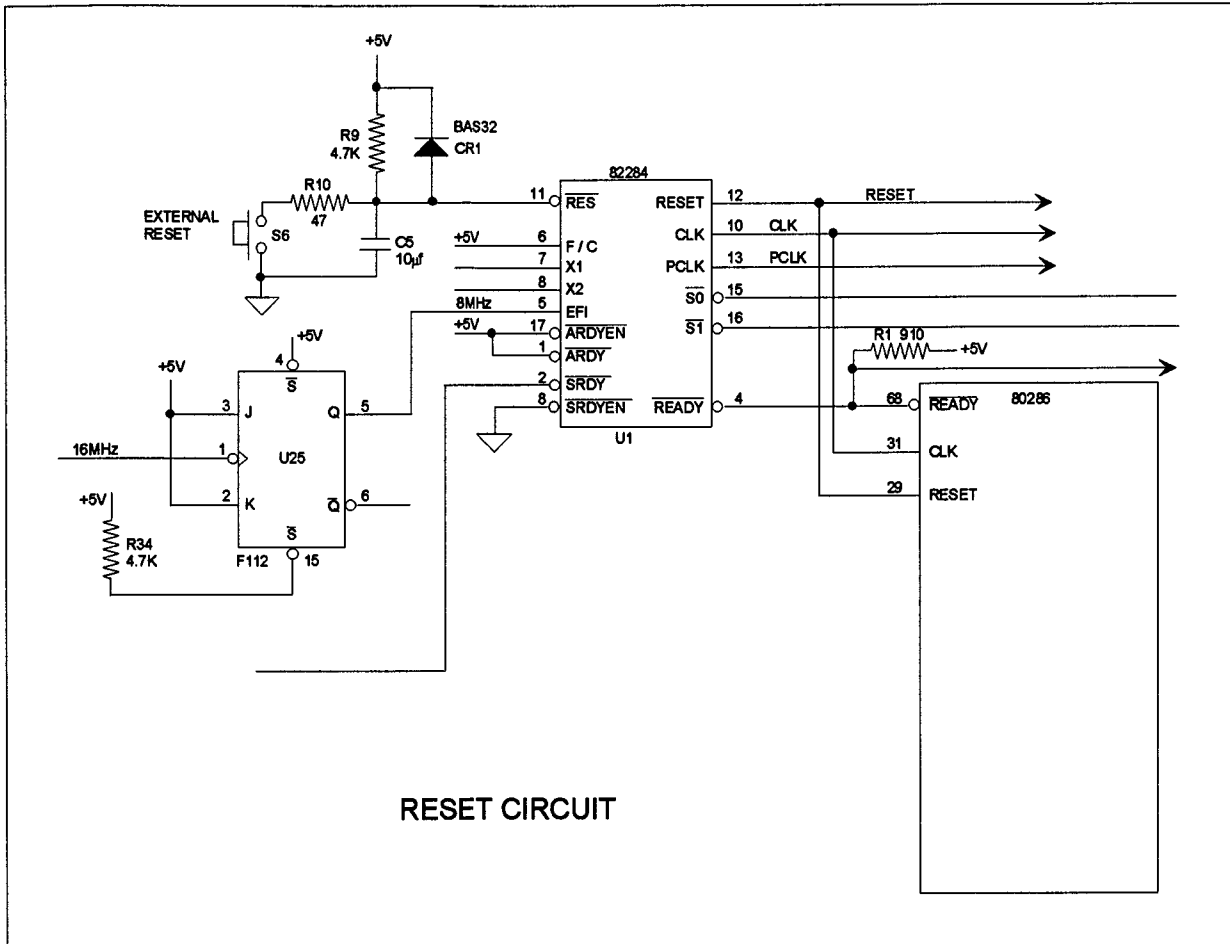 +5V
R9
4.7K
BAS32
CR1
R10
47
EXTERNAL
RESET
S6
C5
10µf
82284
11 RES RESET 12 RESET
+5V 6 F / C CLK 10 CLK
7 X1 PCLK 13 PCLK
8 X2 S0 15
8MHz 5 EFI S1 16
+5V 17 ARDYEN
1 ARDY
2 SRDY
8 SRDYEN READY 4
U1
R1 910
+5V
80286
68 READY
31 CLK
29 RESET
+5V
4
S
+5V
3 J Q 5
16MHz 1 U25
2 K Q 6
S
F112 15
+5V
R34
4.7K
RESET CIRCUIT